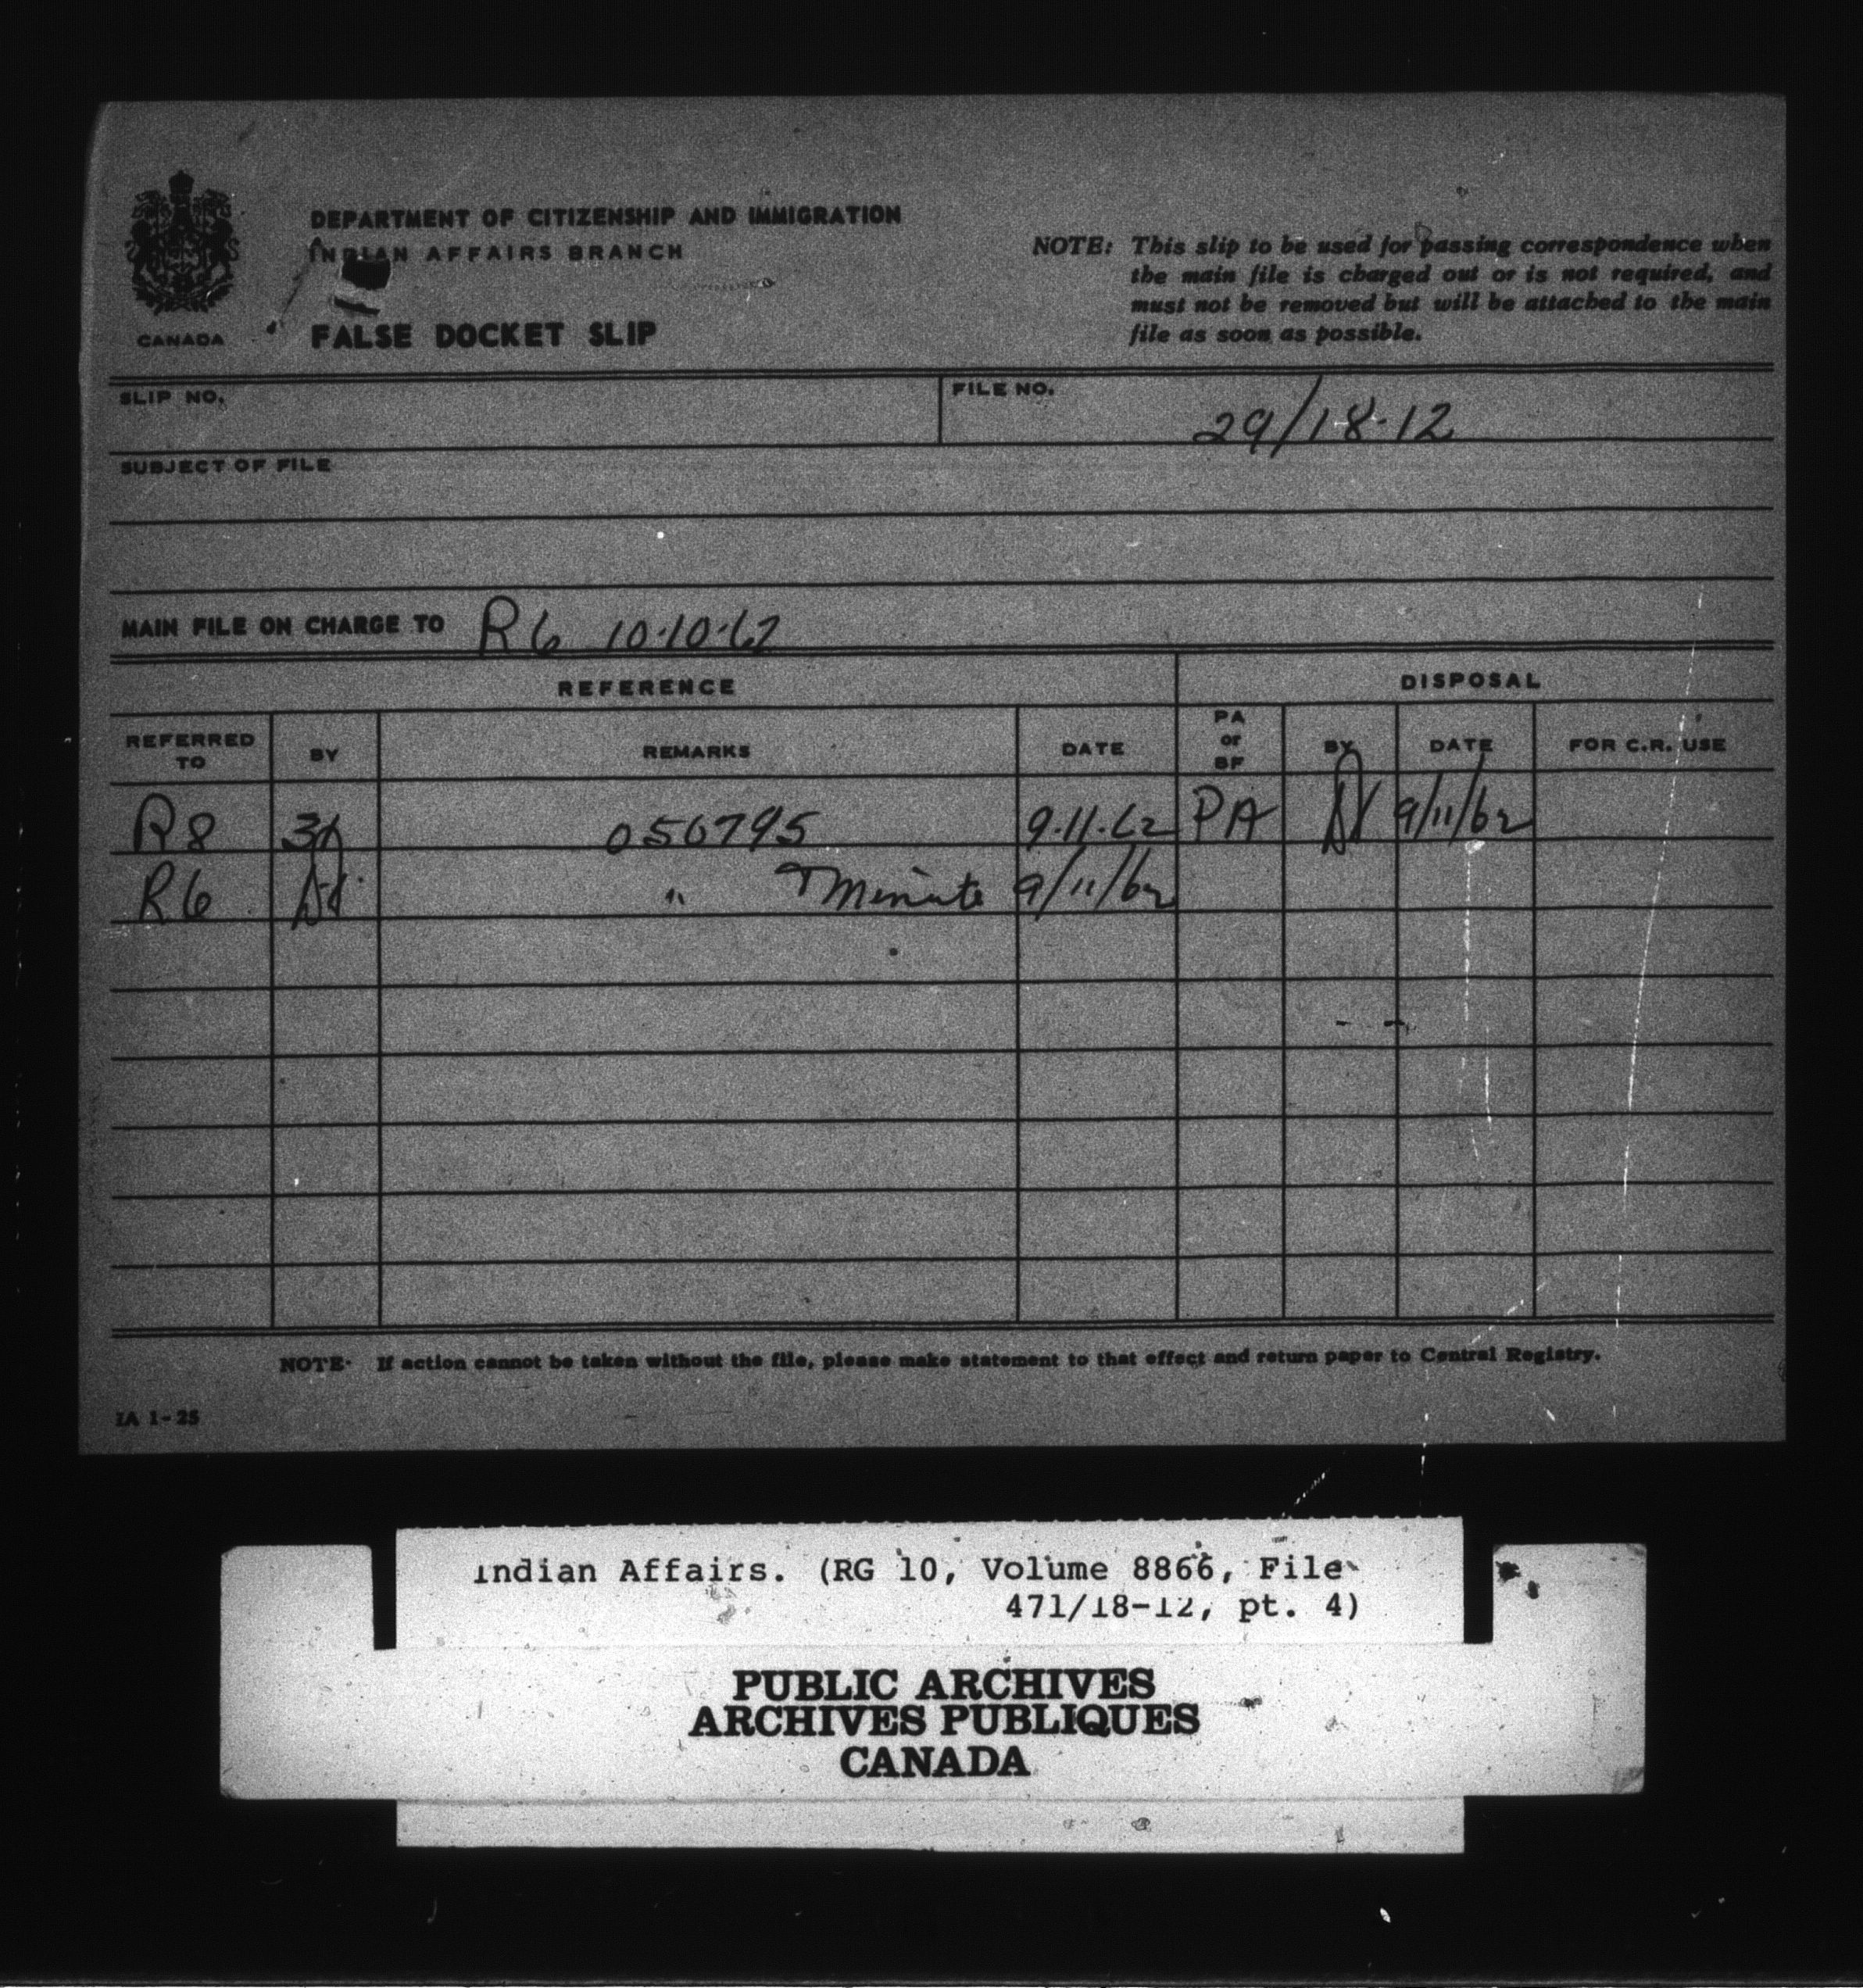 CANADA
DEPARTMENT OF CITIZENSHIP AND IMMIGRATION
INDIAN AFFAIRS BRANCH
FALSE DOCKET SLIP
NOTE: This slip to be used for passing correspondence when
the main file is charged out or is not required, and
must not be removed but will be attached to the main
file as soon as possible.
SLIP NO.
FILE NO. 29/18-12
SUBJECT OF FILE
MAIN FILE ON CHARGE TO R6 10-10-62
REFERENCE DISPOSAL
REFERRED TO BY REMARKS DATE PA or BF BY DATE FOR C.R. USE
R8 050795 9-11-62 PA 9/11/62
R6 " + Minute 9/11/62
NOTE. If action cannot be taken without the file, please make statement to that effect and return paper to Central Registry.
IA 1-25
Indian Affairs. (RG 10, Volume 8866, File
471/18-12, pt. 4)
PUBLIC ARCHIVES
ARCHIVES PUBLIQUES
CANADA